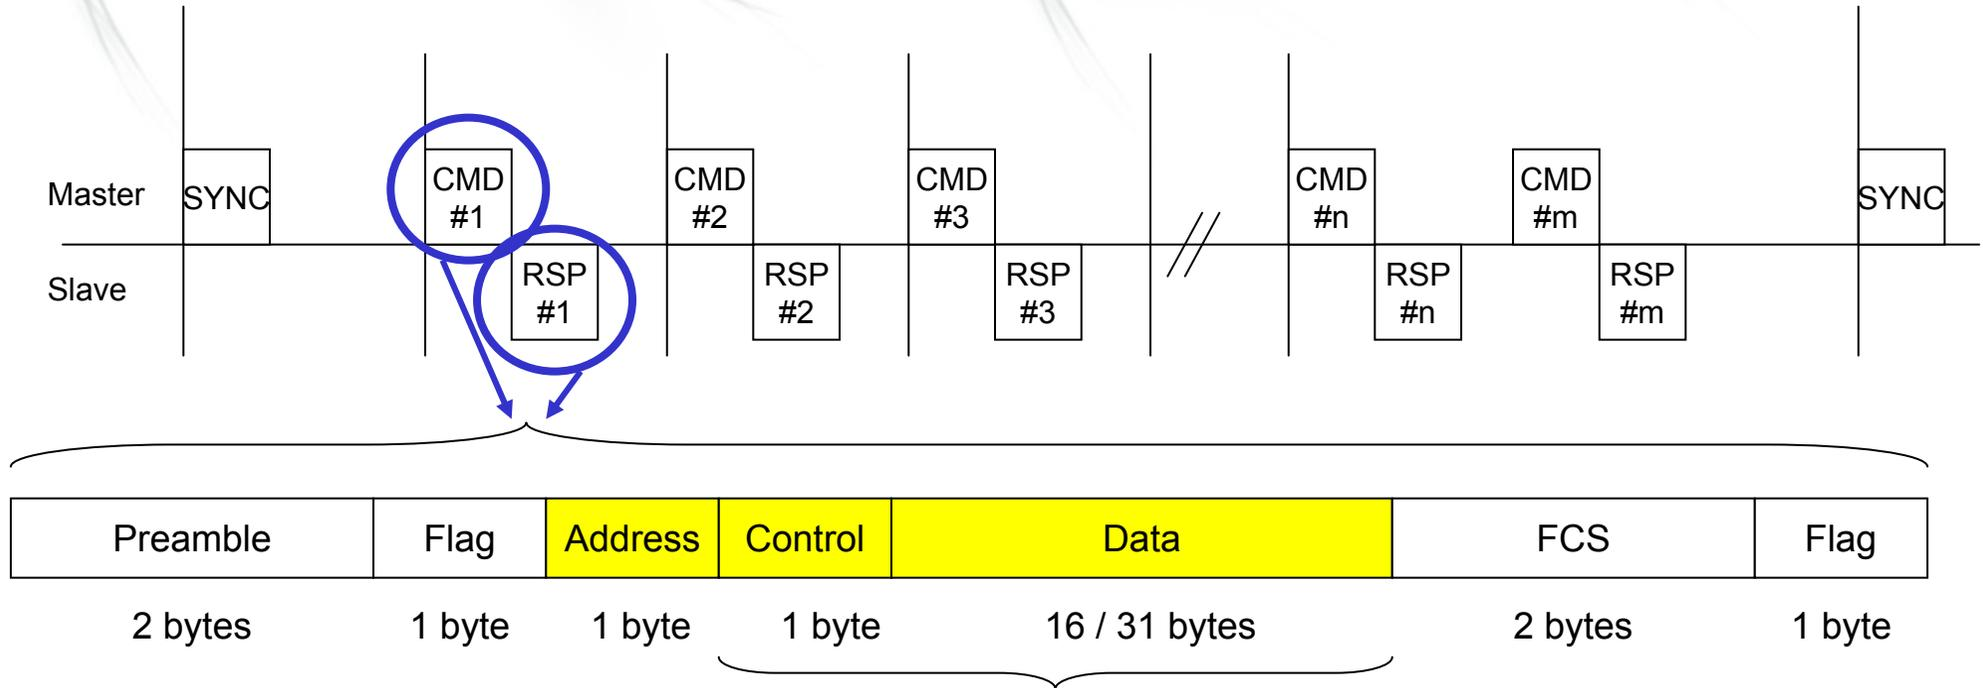 Master
SYNC
CMD
#1
CMD
#2
CMD
#3
CMD
#n
CMD
#m
SYNC
Slave
RSP
#1
RSP
#2
RSP
#3
RSP
#n
RSP
#m
Preamble
Flag
Address
Control
Data
FCS
Flag
2 bytes
1 byte
1 byte
1 byte
16 / 31 bytes
2 bytes
1 byte